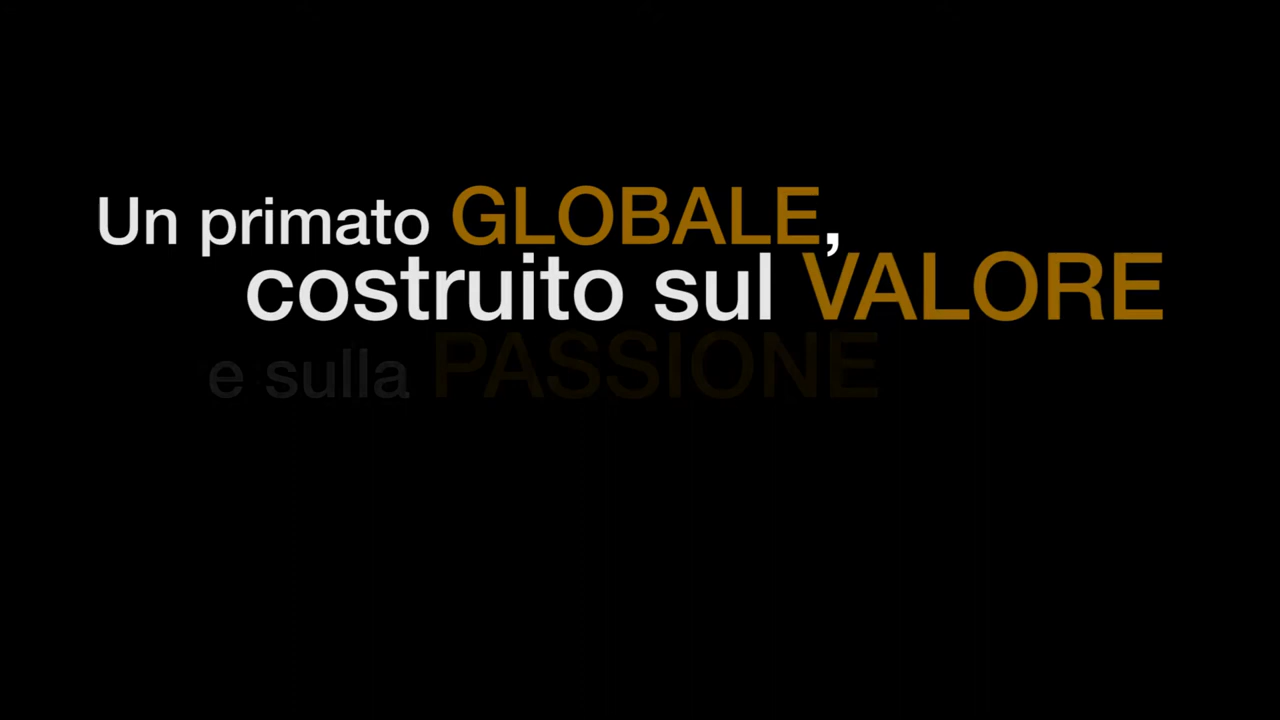 Un primato GLOBALE,
costruito sul VALORE
e sulla PASSIONE